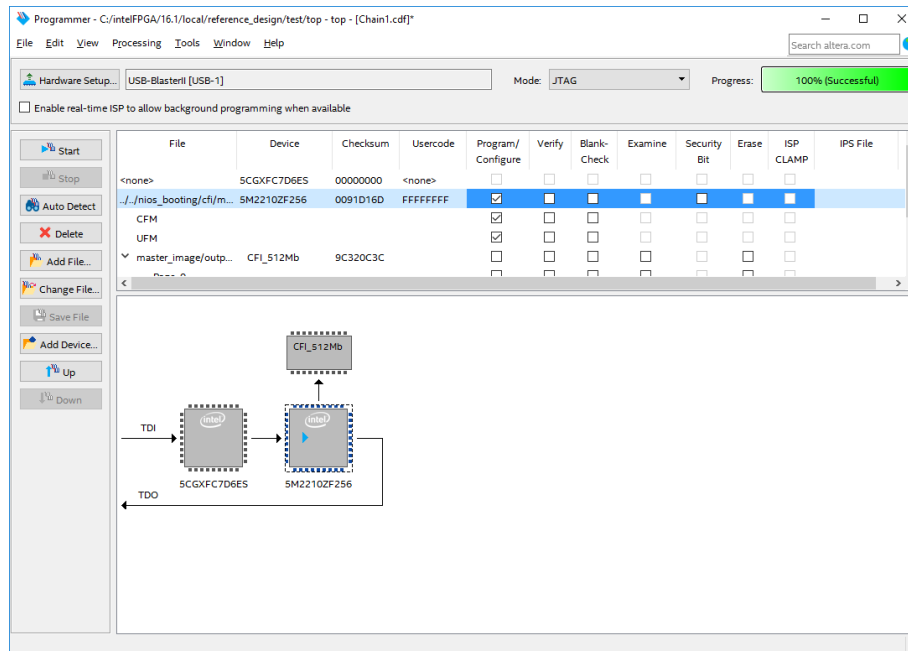 Programmer - C:/intelFPGA/16.1/local/reference_design/test/top - top - [Chain1.cdf]*
File Edit View Processing Tools Window Help
Search altera.com
Hardware Setup... USB-BlasterII [USB-1] Mode: JTAG Progress: 100% (Successful)
Enable real-time ISP to allow background programming when available
Start
Stop
Auto Detect
Delete
Add File...
Change File...
Save File
Add Device...
Up
Down
File Device Checksum Usercode Program/ Configure Verify Blank- Check Examine Security Bit Erase ISP CLAMP IPS File
<none> 5CGXFC7D6ES 00000000 <none>
../../nios_booting/cfi/m... 5M2210ZF256 0091D16D FFFFFFFF
CFM
UFM
master_image/outp... CFI_512Mb 9C320C3C
CFI_512Mb
intel
intel
TDI
5CGXFC7D6ES 5M2210ZF256
TDO